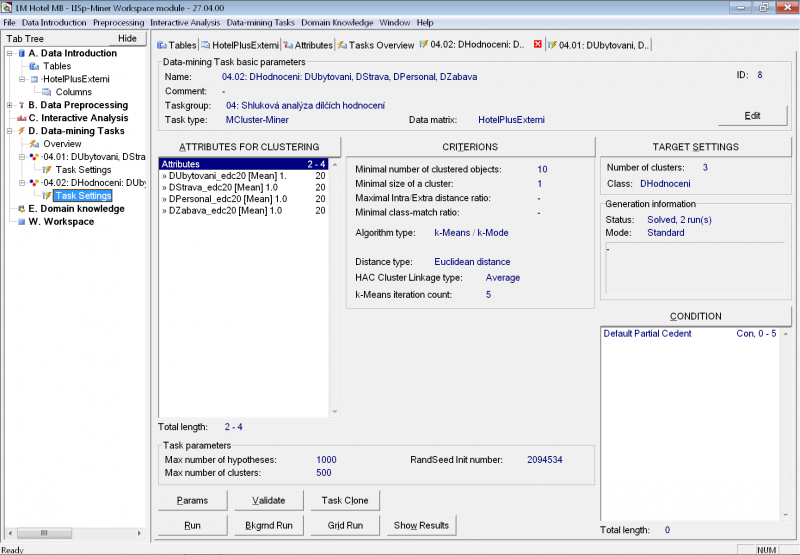 LM Hotel MB - LISp-Miner Workspace module - 27.04.00
File Data Introduction Preprocessing Interactive Analysis Data-mining Tasks Domain Knowledge Window Help
Tab Tree Hide
A. Data Introduction
Tables
HotelPlusExterni
Columns
B. Data Preprocessing
C. Interactive Analysis
D. Data-mining Tasks
Overview
04.01: DUbytovani, DStra
Task Settings
04.02: DHodnoceni: DUb
Task Settings
E. Domain knowledge
W. Workspace
Tables HotelPlusExterni Attributes Tasks Overview 04.02: DHodnoceni: D.. 04.01: DUbytovani, D..
Data-mining Task basic parameters
Name: 04.02: DHodnoceni: DUbytovani, DStrava, DPersonal, DZabava ID: 8
Comment: -
Taskgroup: 04: Shluková analýza dílčích hodnocení
Task type: MCluster-Miner Data matrix: HotelPlusExterni Edit
ATTRIBUTES FOR CLUSTERING
Attributes 2 - 4
» DUbytovani_edc20 [Mean] 1. 20
» DStrava_edc20 [Mean] 1.0 20
» DPersonal_edc20 [Mean] 1.0 20
» DZabava_edc20 [Mean] 1.0 20
Total length: 2 - 4
CRITERIONS
Minimal number of clustered objects: 10
Minimal size of a cluster: 1
Maximal Intra/Extra distance ratio: -
Minimal class-match ratio: -
Algorithm type: k-Means / k-Mode
Distance type: Euclidean distance
HAC Cluster Linkage type: Average
k-Means iteration count: 5
TARGET SETTINGS
Number of clusters: 3
Class: DHodnoceni
Generation information
Status: Solved, 2 run(s)
Mode: Standard
-
CONDITION
Default Partial Cedent Con, 0 - 5
Total length: 0
Task parameters
Max number of hypotheses: 1000 RandSeed Init number: 2094534
Max number of clusters: 500
Params Validate Task Clone
Run Bkgrnd Run Grid Run Show Results
Ready NUM